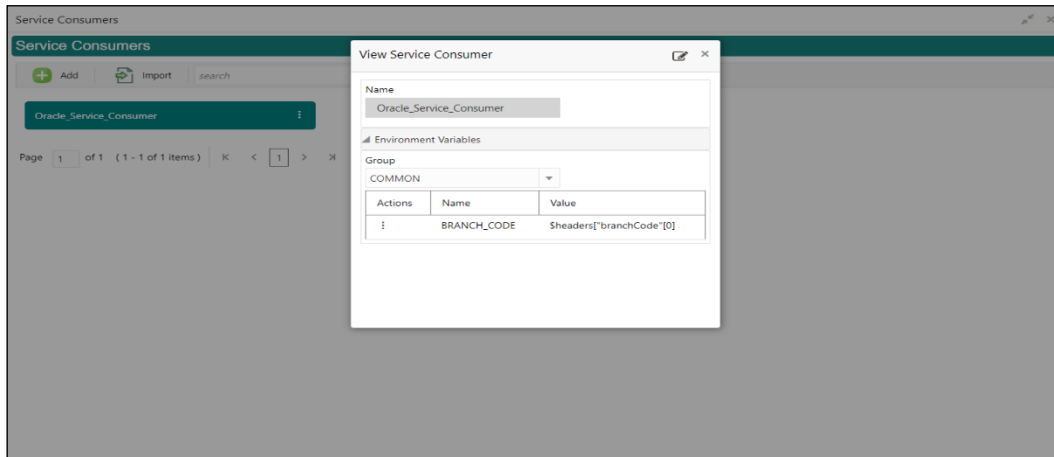 Service Consumers
Service Consumers
Add Import search
Oracle_Service_Consumer
Page 1 of 1 (1 - 1 of 1 items) K < 1 > >|
View Service Consumer ×
Name
Oracle_Service_Consumer
Environment Variables
Group
COMMON
Actions Name Value
BRANCH_CODE $headers["branchCode"[0]